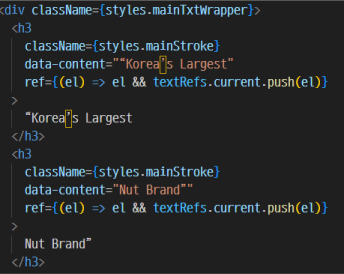 <div className={styles.mainTxtWrapper}>
<h3
className={styles.mainStroke}
data-content="“Korea’s Largest"
ref={(el) => el && textRefs.current.push(el)}
>
“Korea’s Largest
</h3>
<h3
className={styles.mainStroke}
data-content="Nut Brand”"
ref={(el) => el && textRefs.current.push(el)}
>
Nut Brand”
</h3>